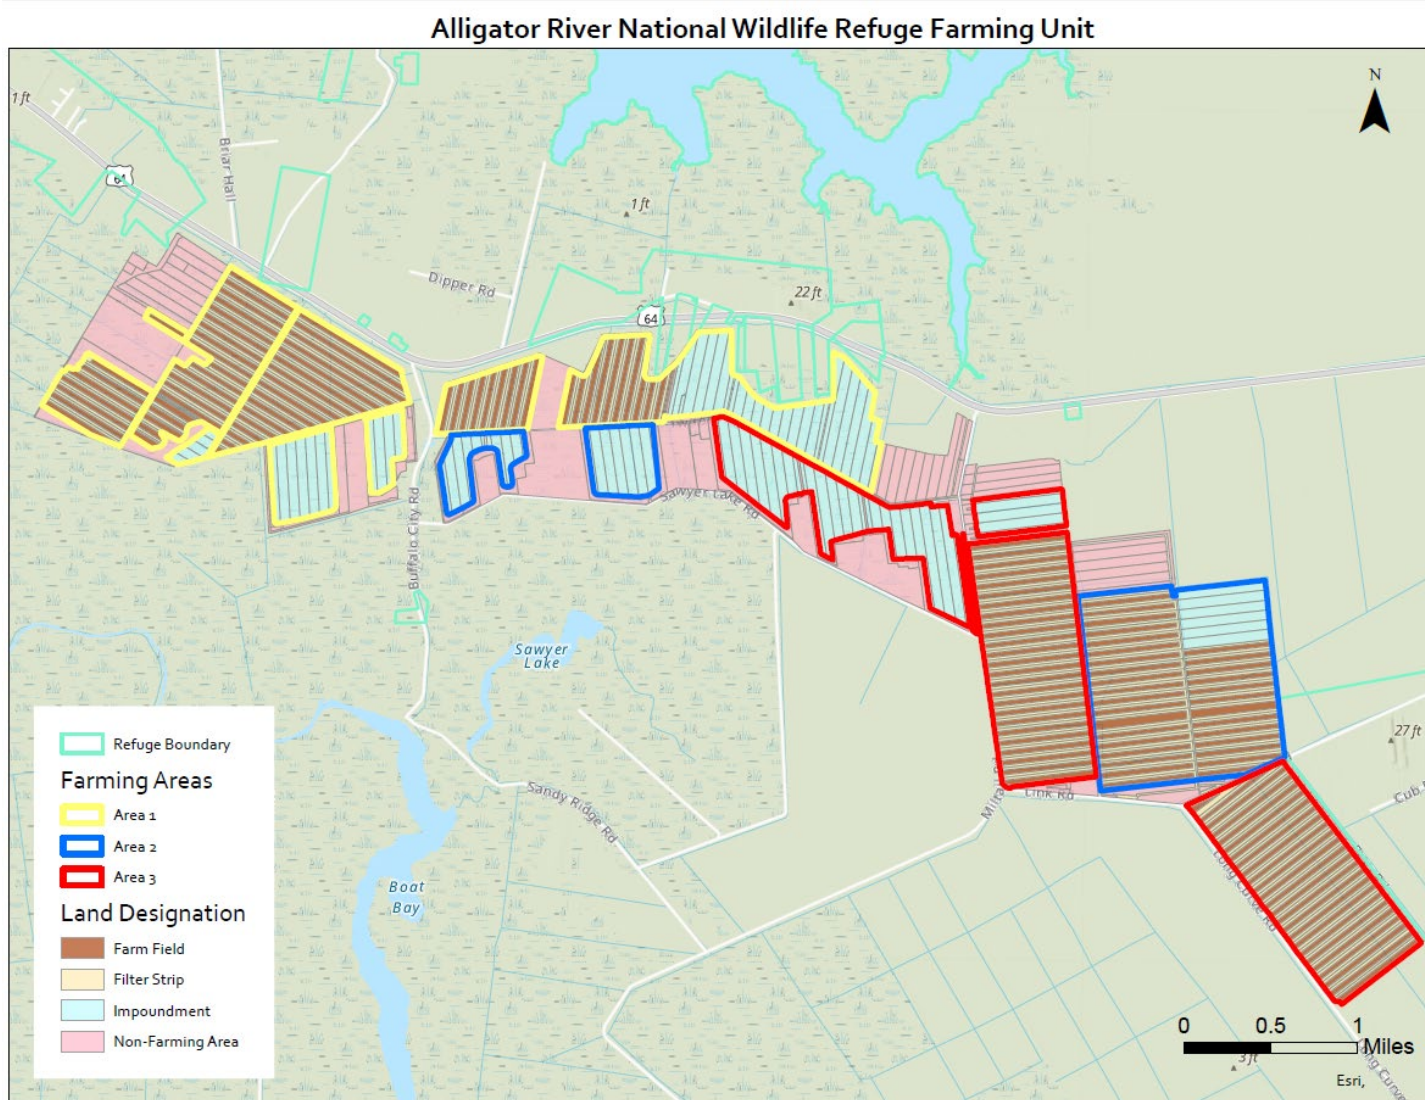 Alligator River National Wildlife Refuge Farming Unit
N
1 ft
64
Briar Hall
1 ft
Dipper Rd
22 ft
64
Sawyer Lake Rd
Buffalo City Rd
Sawyer
Lake
27 ft
Link Rd
Sandy Ridge Rd
Long Curve Rd
Boat
Bay
Refuge Boundary
Farming Areas
Area 1
Area 2
Area 3
Land Designation
Farm Field
Filter Strip
Impoundment
Non-Farming Area
0 0.5 1
Miles
3 ft
Esri,